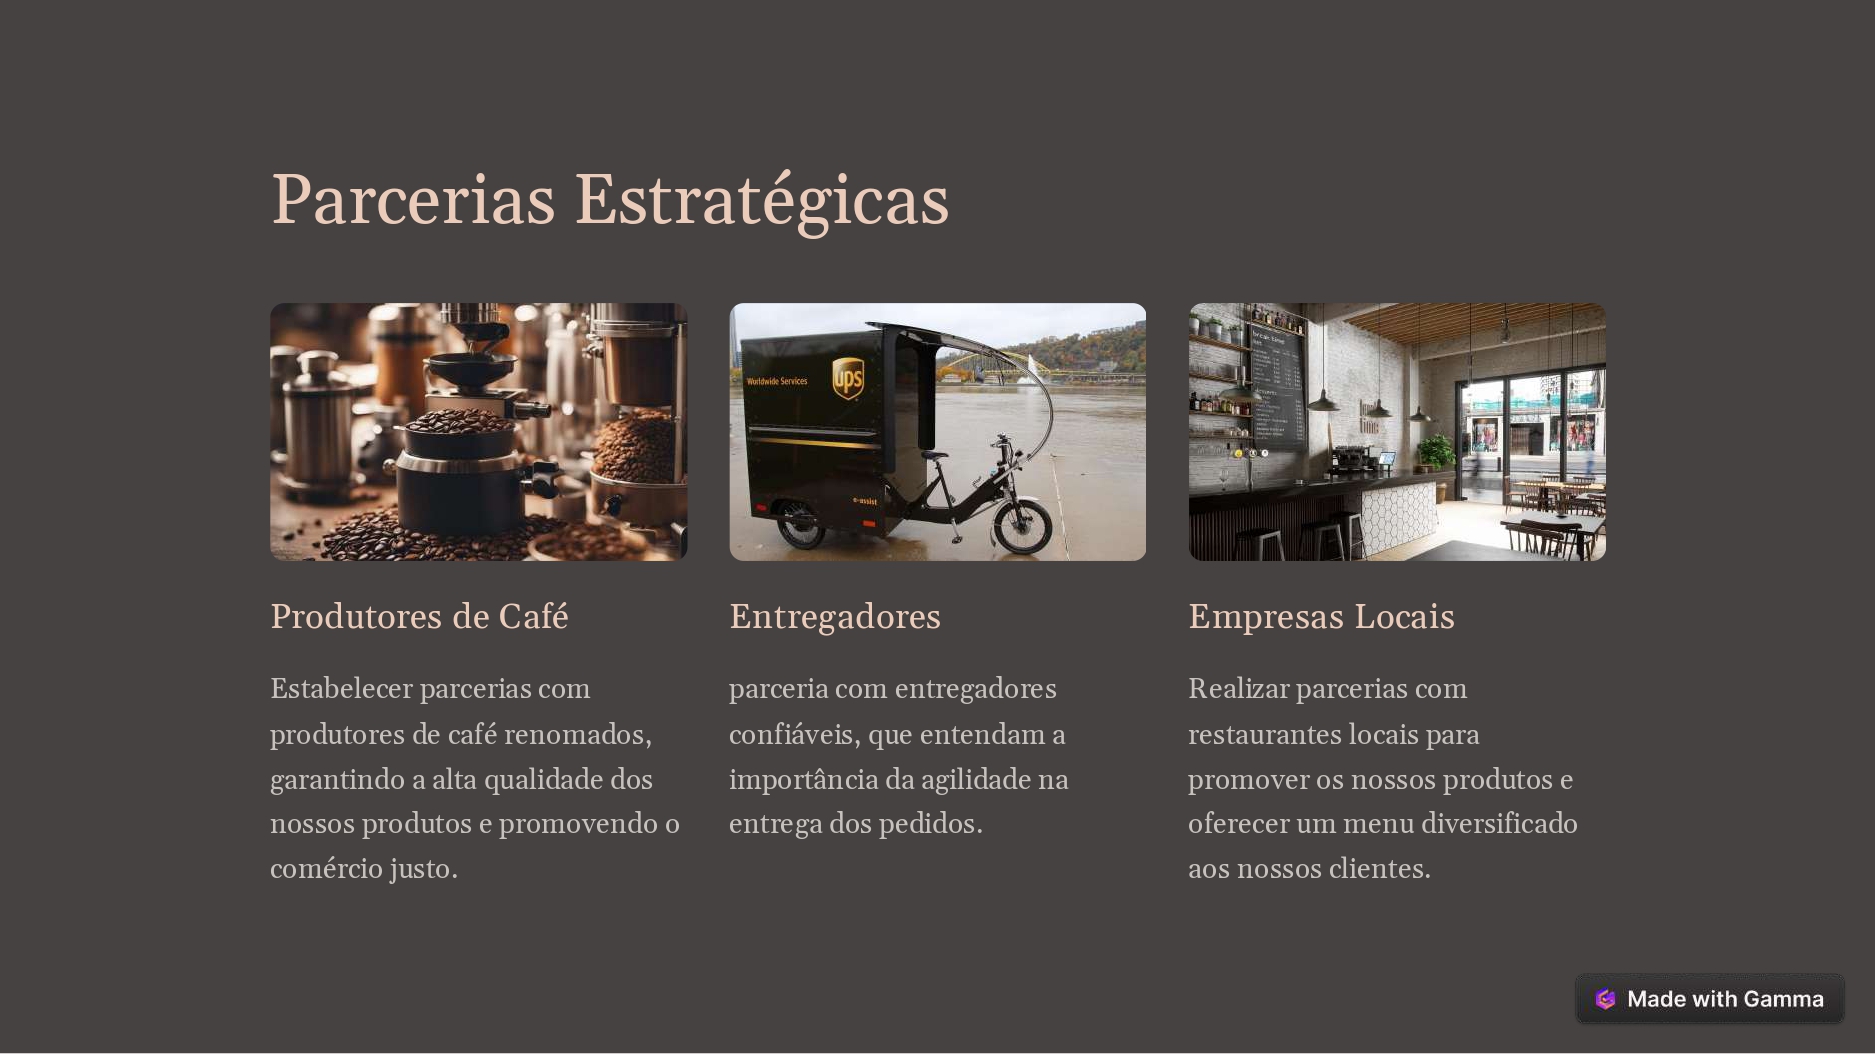 Parcerias Estratégicas
Worldwide Services
ups
e-assist
Produtores de Café
Estabelecer parcerias com
produtores de café renomados,
garantindo a alta qualidade dos
nossos produtos e promovendo o
comércio justo.
Entregadores
parceria com entregadores
confiáveis, que entendam a
importância da agilidade na
entrega dos pedidos.
Empresas Locais
Realizar parcerias com
restaurantes locais para
promover os nossos produtos e
oferecer um menu diversificado
aos nossos clientes.
Made with Gamma